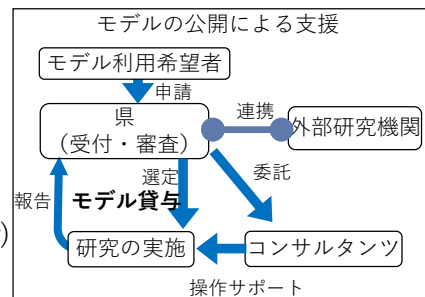 モデルの公開による支援
モデル利用希望者
申請
県
(受付・審査)
連携
外部研究機関
選定
委託
モデル貸与
報告
)
研究の実施
コンサルタンツ
操作サポート